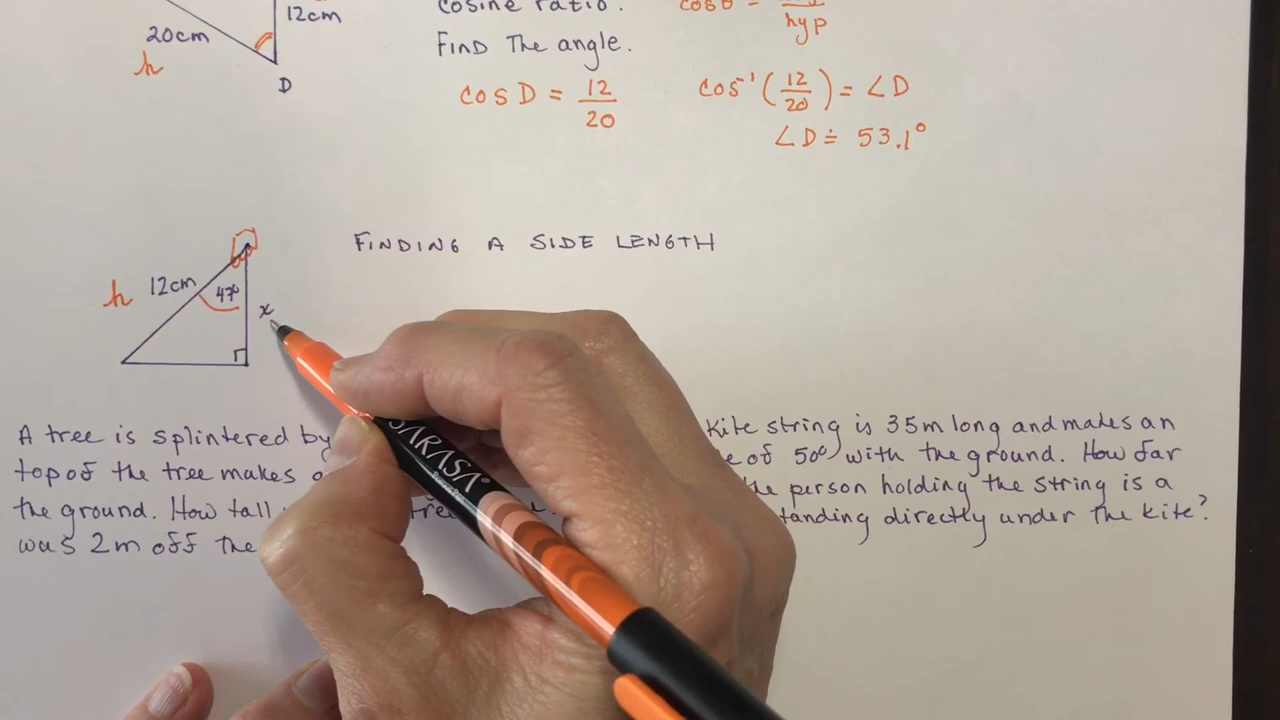 12cm
cosine ratio.
20cm
hyp
h
FIND The angle.
D
cos D = 12/20
cos⁻¹ (12/20) = ∠D
∠D ≐ 53.1°
FINDING A SIDE LENGTH
h 12cm 47° x
A tree is splintered by
top of the tree makes
the ground. How tall
was 2m off the
kite string is 35m long and makes an
of 50° with the ground. How far
the person holding the string is a
standing directly under the kite?
SARASA